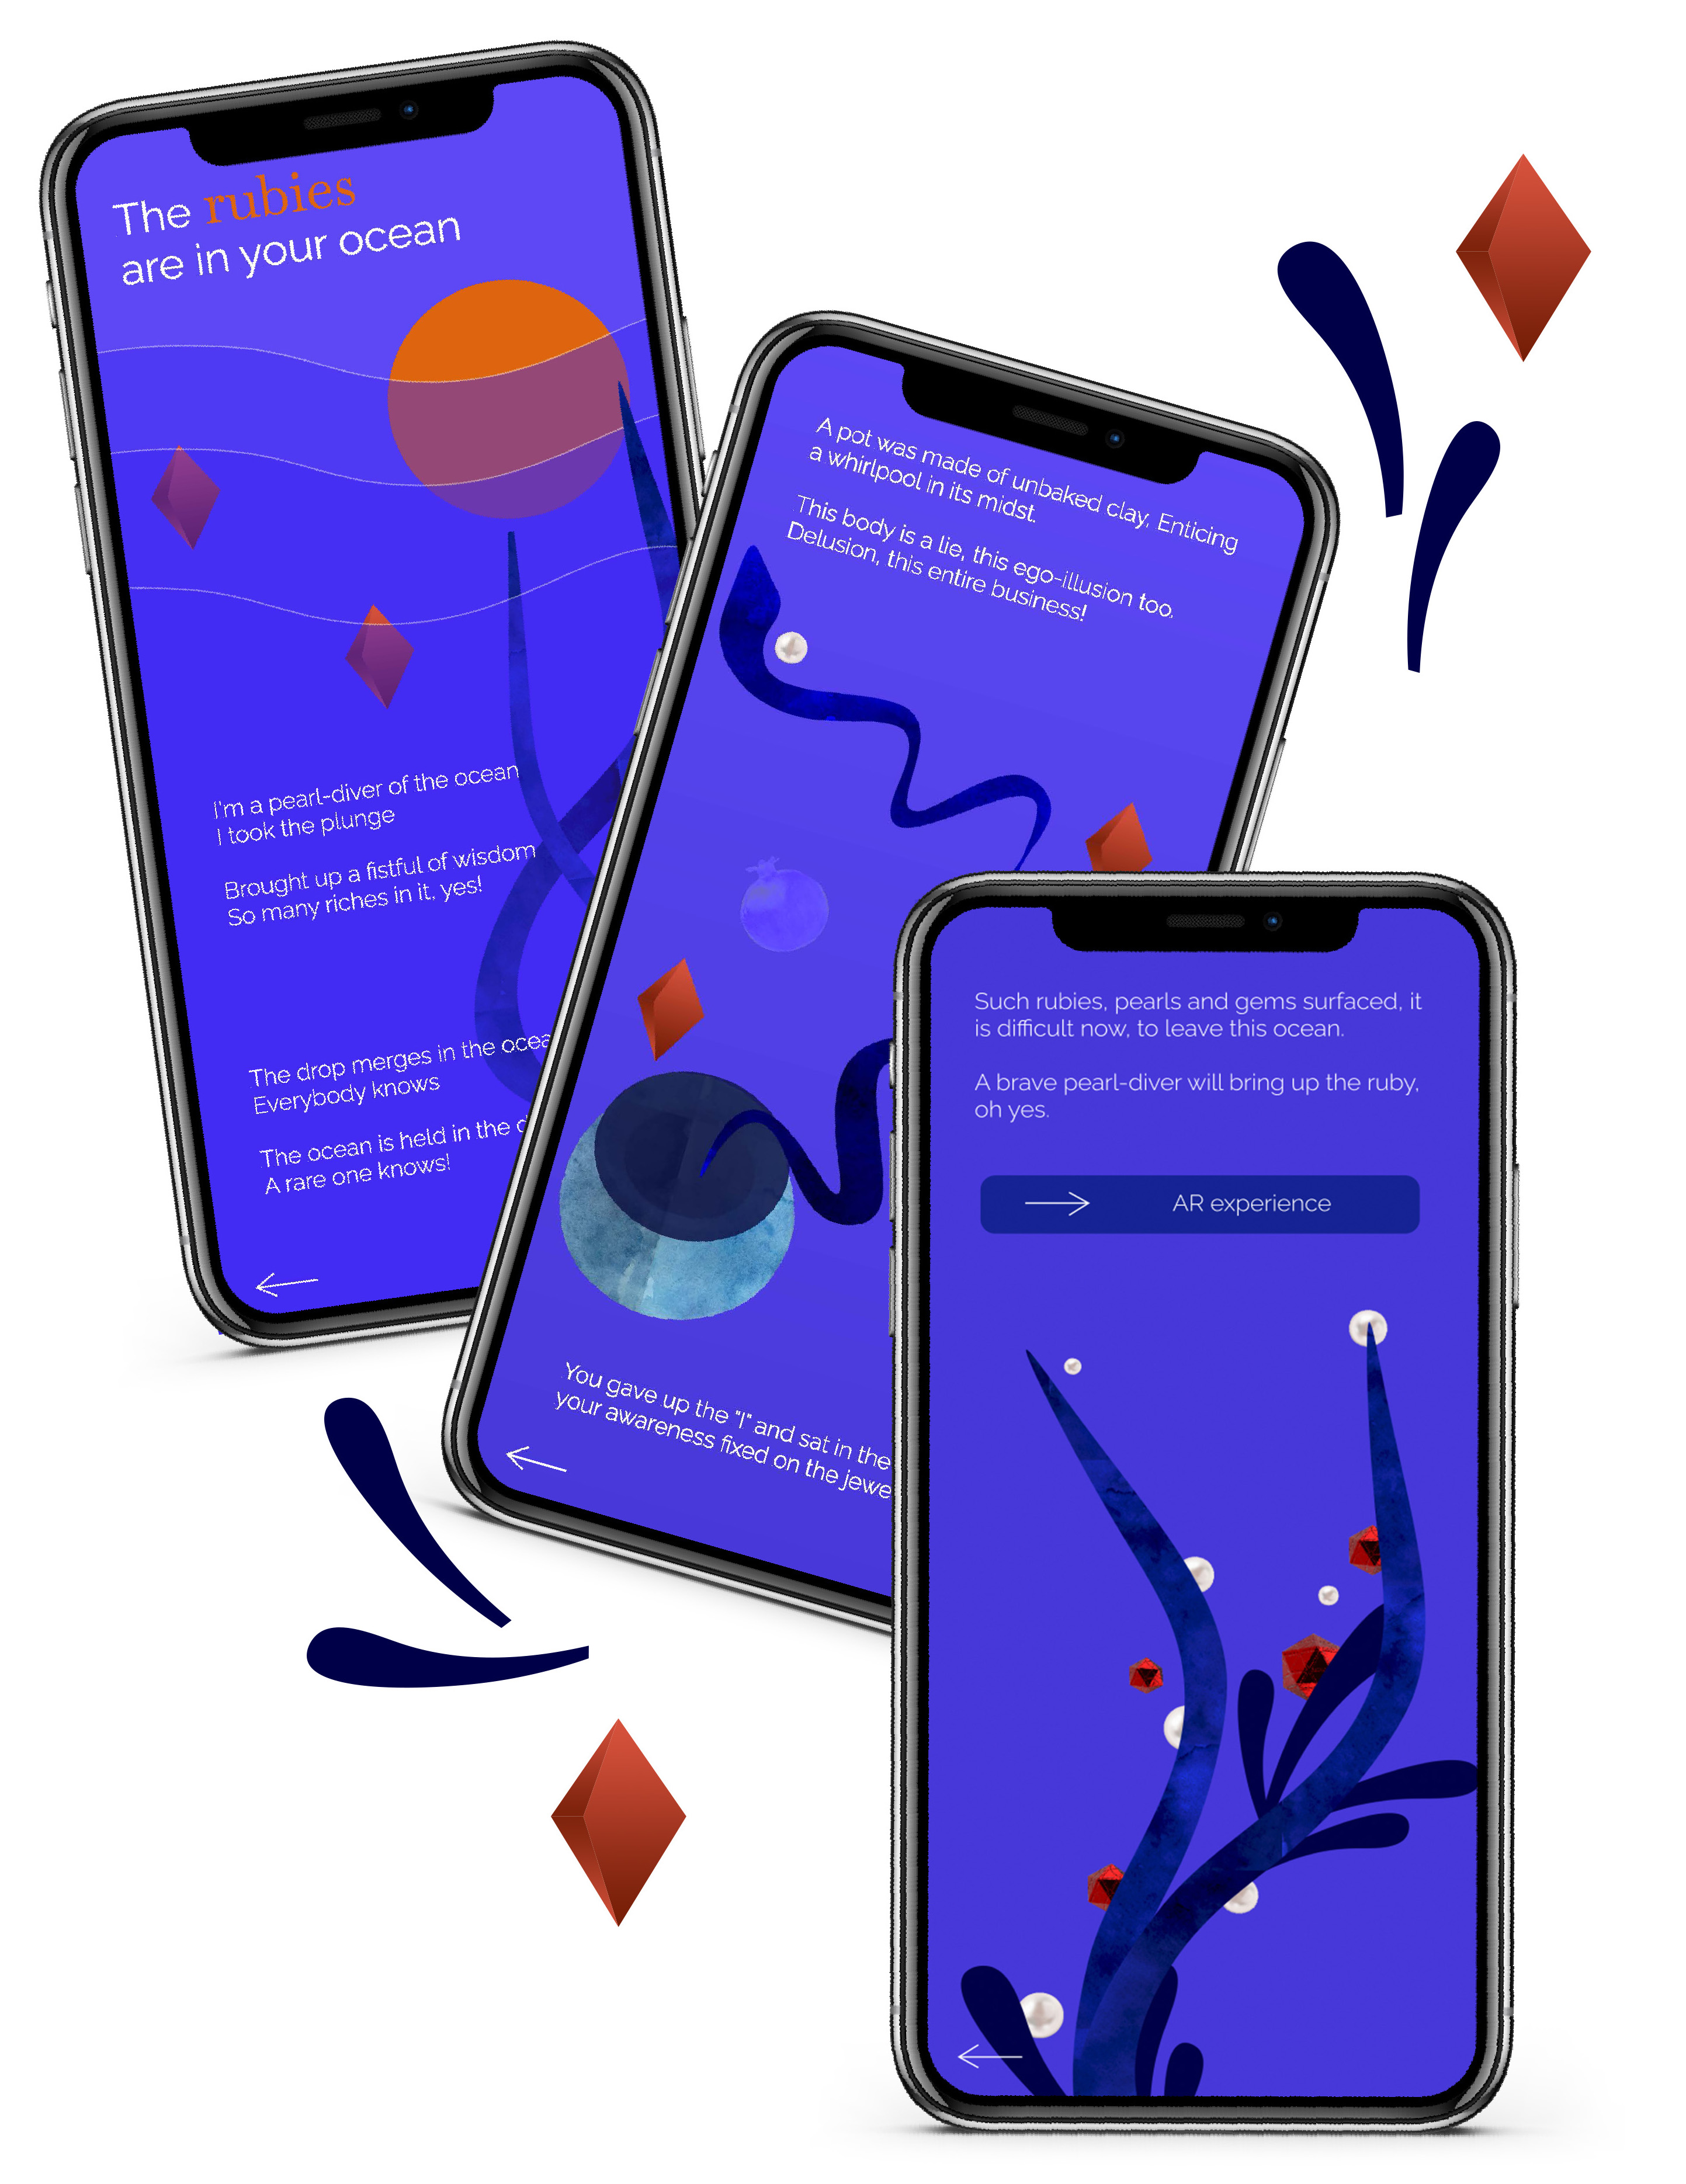 The rubies
are in your ocean
I'm a pearl-diver of the ocean
I took the plunge
Brought up a fistful of wisdom
So many riches in it, yes!
The drop merges in the
Everybody knows
The ocean is held in the
A rare one knows!
A pot was made of unbaked clay, Enticing
a whirlpool in its midst.
This body is a lie, this ego-illusion too,
Delusion, this entire business!
You gave up the "I" and sat in the
your awareness fixed on the
Such rubies, pearls and gems surfaced, it
is difficult now, to leave this ocean.
A brave pearl-diver will bring up the ruby,
oh yes.
AR experience